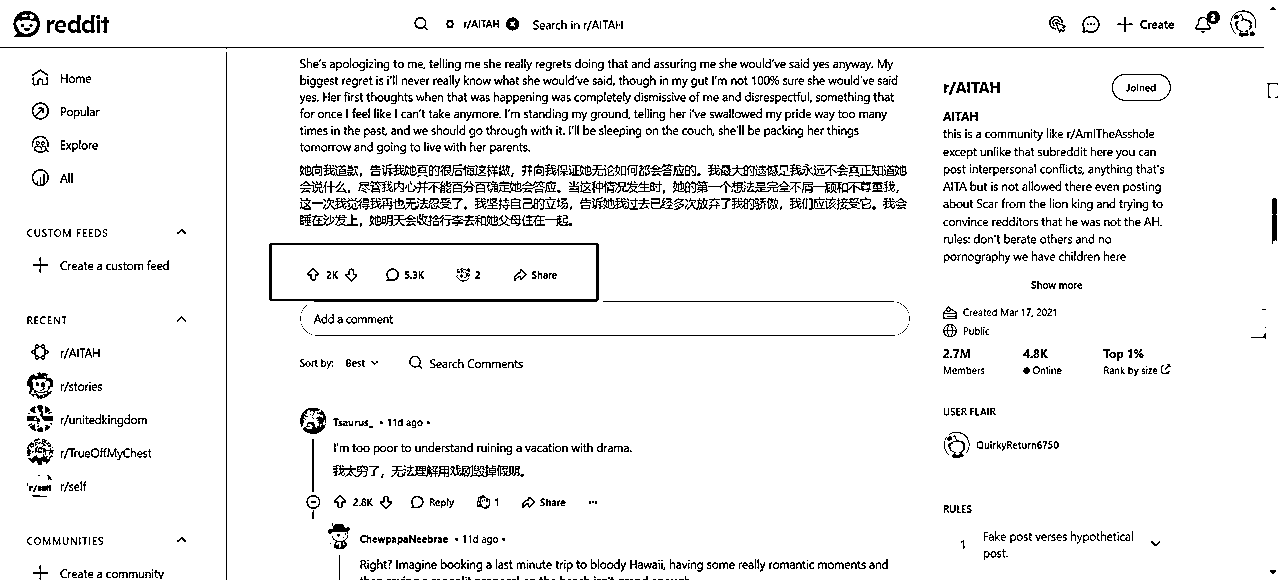 reddit
r/AITAH
Search in r/AITAH
Create
2
Home
Popular
Explore
All
CUSTOM FEEDS
Create a custom feed
RECENT
r/AITAH
r/stories
r/unitedkingdom
r/TrueOffMyChest
r/self
COMMUNITIES
Create a community
She's apologizing to me, telling me she really regrets doing that and assuring me she would've said yes anyway. My
biggest regret is i'll never really know what she would've said, though in my gut I'm not 100% sure she would've said
yes. Her first thoughts when that was happening was completely dismissive of me and disrespectful, something that
for once I feel like I can't take anymore. I'm standing my ground, telling her i've swallowed my pride way too many
times in the past, and we should go through with it. I'll be sleeping on the couch, she'll be packing her things
tomorrow and going to live with her parents.
她向我道歉，告诉我她真的很后悔这样做，并向我保证她无论如何都会答应的。我最大的遗憾是我永远不会真正知道她
会说什么，尽管我内心并不能百分百确定她会答应。当这种情况发生时，她的第一个想法是完全不屑一顾和不尊重我，
这一次我觉得我再也无法忍受了。我坚持自己的立场，告诉她我过去已经多次放弃了我的骄傲，我们应该接受它。我会
睡在沙发上，她明天会收拾行李去和她父母住在一起。
2K
5.3K
2
Share
Add a comment
Sort by: Best
Search Comments
Tsaurus_ • 11d ago •
I'm too poor to understand ruining a vacation with drama.
我太穷了，无法理解用戏剧毁掉假期。
2.8K
Reply
1
Share
ChewpapaNeebrae • 11d ago •
Right? Imagine booking a last minute trip to bloody Hawaii, having some really romantic moments and
r/AITAH
Joined
AITAH
this is a community like r/AmITheAsshole
except unlike that subreddit here you can
post interpersonal conflicts, anything that's
AITA but is not allowed there even posting
about Scar from the lion king and trying to
convince redditors that he was not the AH.
rules: don't berate others and no
pornography we have children here
Show more
Created Mar 17, 2021
Public
2.7M
Members
4.8K
Online
Top 1%
Rank by size
USER FLAIR
QuirkyReturn6750
RULES
1
Fake post verses hypothetical
post.